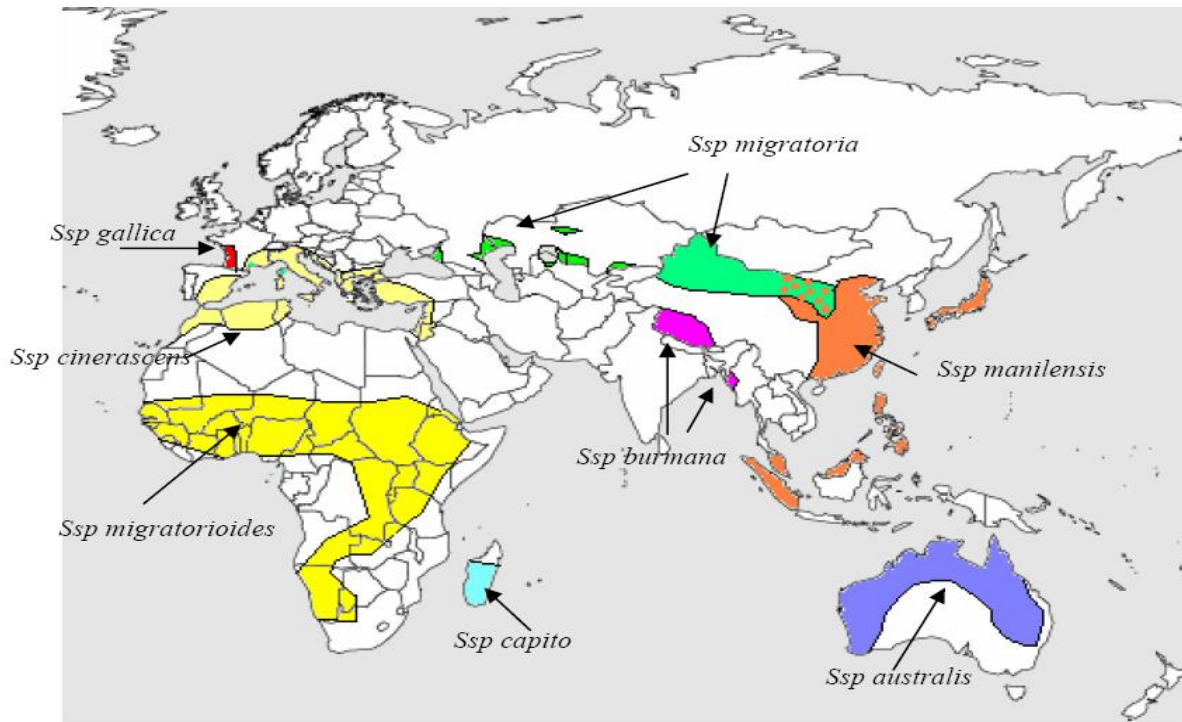 Ssp migratoria
Ssp gallica
Ssp cinerascens
Ssp manilensis
Ssp burmana
Ssp migratorioides
Ssp capito
Ssp australis